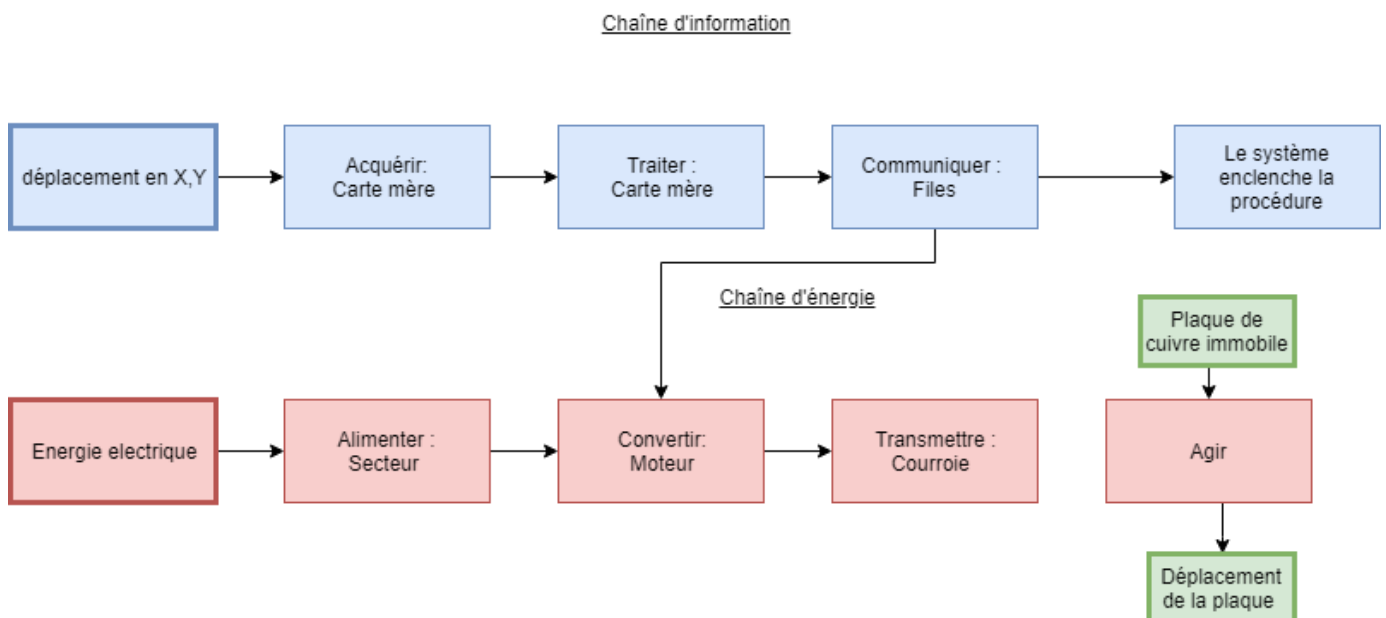 Chaîne d'information
déplacement en X,Y
Acquérir:
Carte mère
Traiter :
Carte mère
Communiquer :
Files
Le système
enclenche la
procédure
Chaîne d'énergie
Plaque de
cuivre immobile
Energie electrique
Alimenter :
Secteur
Convertir:
Moteur
Transmettre :
Courroie
Agir
Déplacement
de la plaque